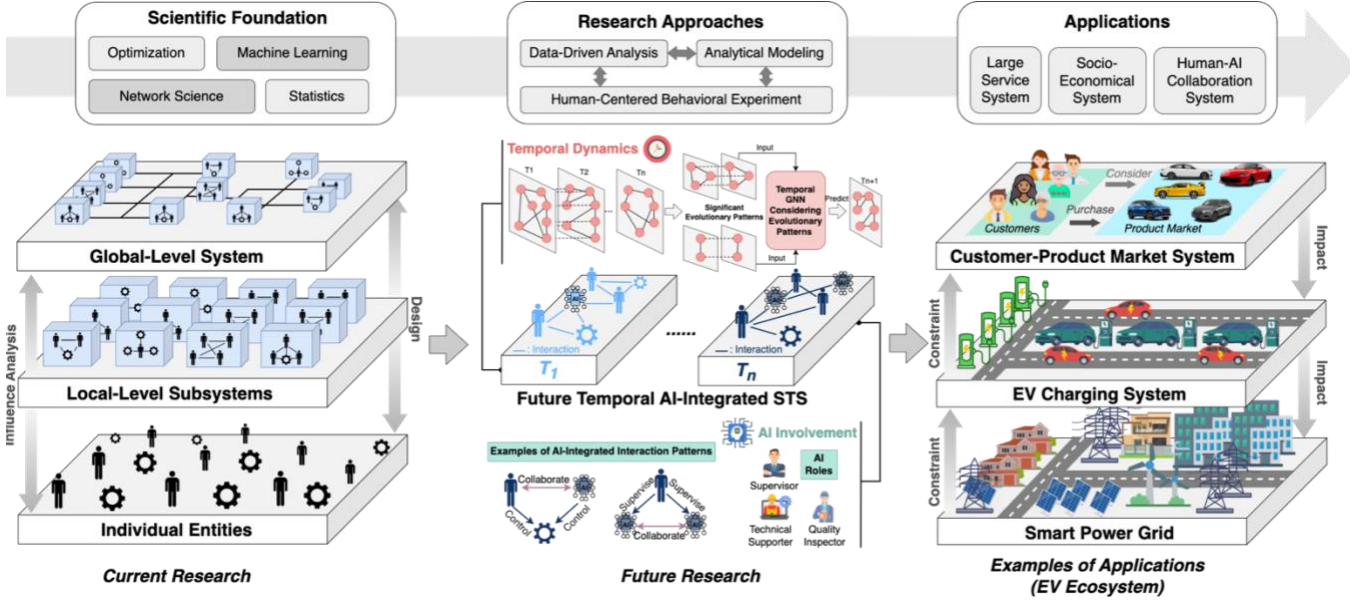 Scientific Foundation
Optimization
Machine Learning
Network Science
Statistics
Research Approaches
Data-Driven Analysis
Analytical Modeling
Human-Centered Behavioral Experiment
Applications
Large
Service
System
Socio-
Economical
System
Human-AI
Collaboration
System
Global-Level System
Local-Level Subsystems
Individual Entities
Influence Analysis
Design
Current Research
Temporal Dynamics
T1
T2
Tn
...
Significant
Evolutionary Patterns
Input
Input
Temporal
GNN
Considering
Evolutionary
Patterns
Predict
Tn+1
AI
— : Interaction
T1
......
AI
AI
— : Interaction
Tn
Future Temporal AI-Integrated STS
AI Involvement
Examples of AI-Integrated Interaction Patterns
Collaborate
Control
Control
AI
Supervise
Supervise
AI
AI
Collaborate
AI
Roles
Supervisor
Technical
Supporter
Quality
Inspector
Future Research
Customers
Consider
Purchase
Product Market
Customer-Product Market System
EV Charging System
Smart Power Grid
Constraint
Constraint
Impact
Impact
Examples of Applications
(EV Ecosystem)